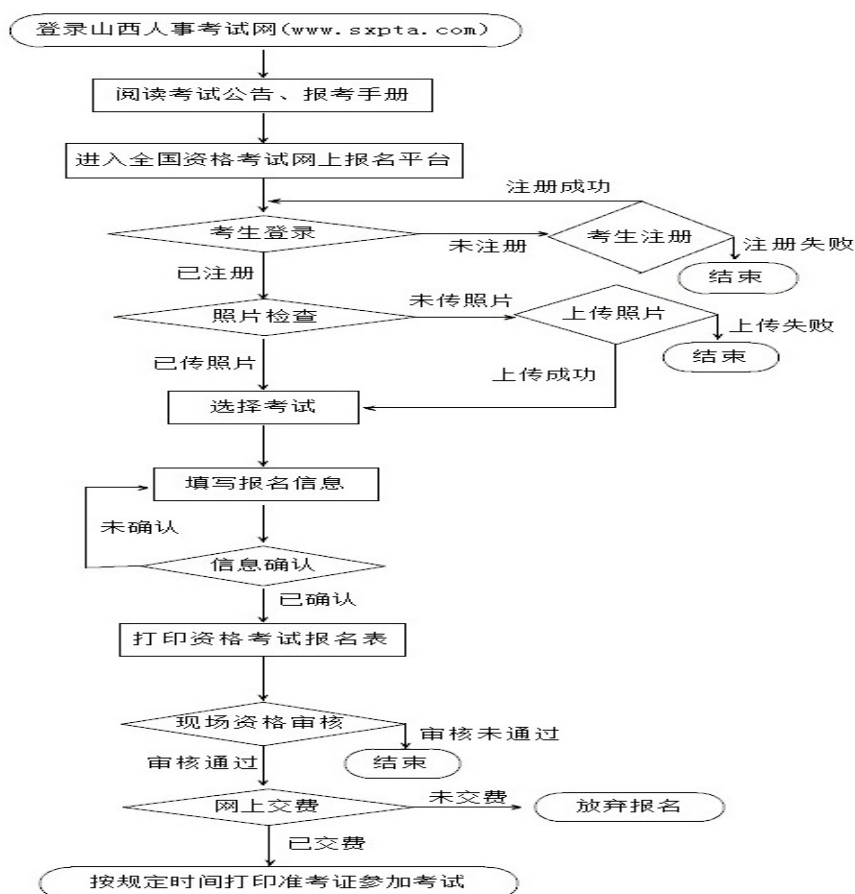 登录山西人事考试网(www.sxpta.com)
阅读考试公告、报考手册
进入全国资格考试网上报名平台
注册成功
考生登录
未注册
考生注册
注册失败
已注册
结束
照片检查
未传照片
上传照片
上传失败
已传照片
结束
上传成功
选择考试
填写报名信息
未确认
信息确认
已确认
打印资格考试报名表
现场资格审核
审核未通过
审核通过
结束
网上交费
未交费
放弃报名
已交费
按规定时间打印准考证参加考试